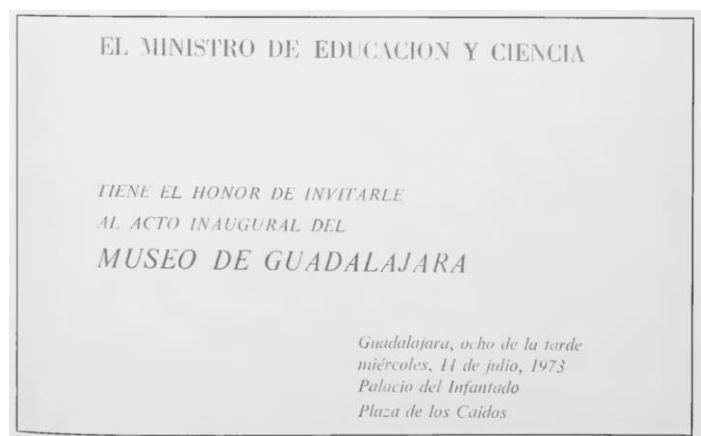 EL MINISTRO DE EDUCACION Y CIENCIA
TIENE EL HONOR DE INVITARLE
AL ACTO INAUGURAL DEL
MUSEO DE GUADALAJARA
Guadalajara, ocho de la tarde
miércoles, 11 de julio, 1973
Palacio del Infantado
Plaza de los Caídos